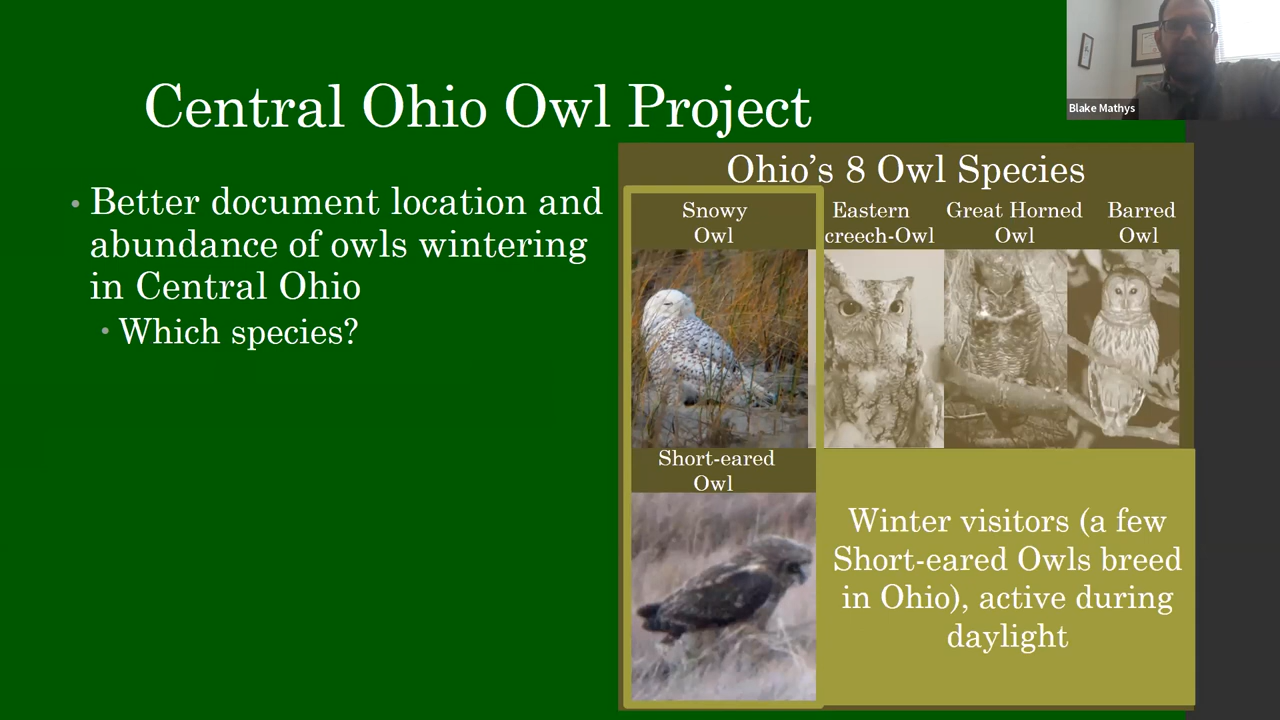 Blake Mathys
Central Ohio Owl Project
• Better document location and
abundance of owls wintering
in Central Ohio
• Which species?
Ohio's 8 Owl Species
Snowy
Owl
Eastern
creech-Owl
Great Horned
Owl
Barred
Owl
Short-eared
Owl
Winter visitors (a few
Short-eared Owls breed
in Ohio), active during
daylight